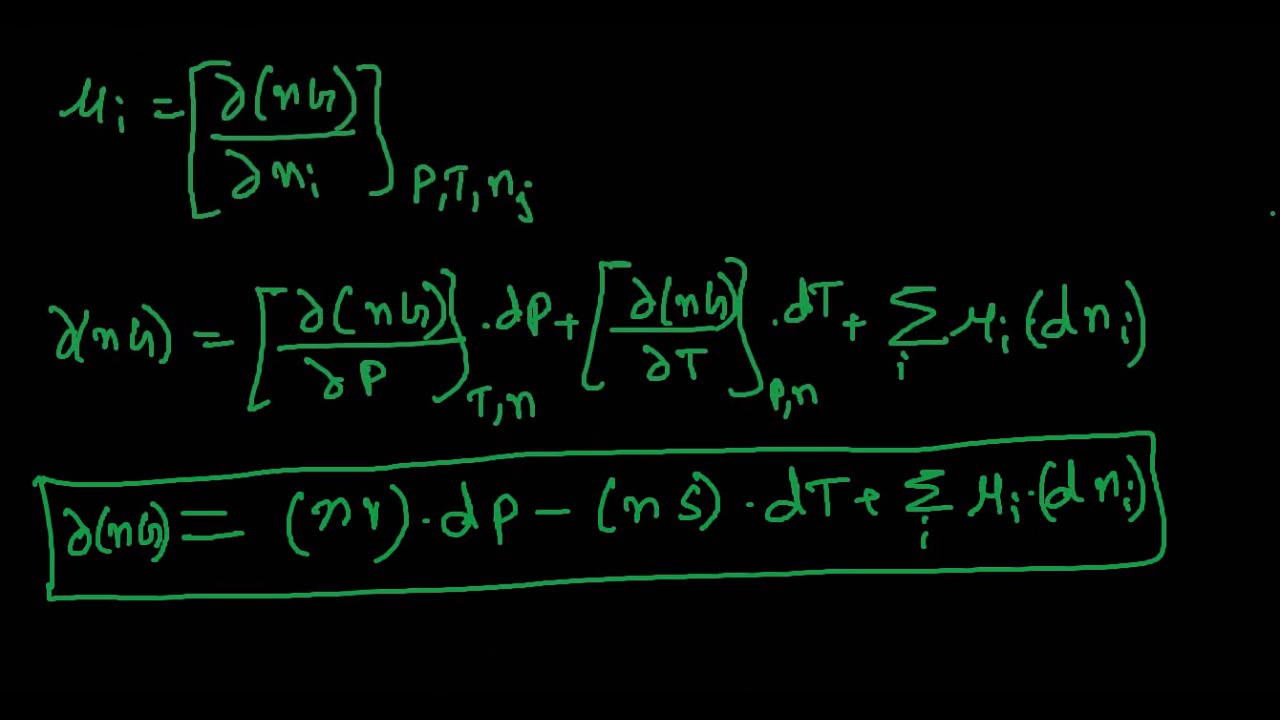 μi = [∂(nG)/∂ni]P,T,nj
∂(nG) = [∂(nG)/∂P]T,n .dP + [∂(nG)/∂T]P,n .dT + Σi μi (dni)
∂(nG) = (nV).dP − (nS).dT + Σi μi.(dni)